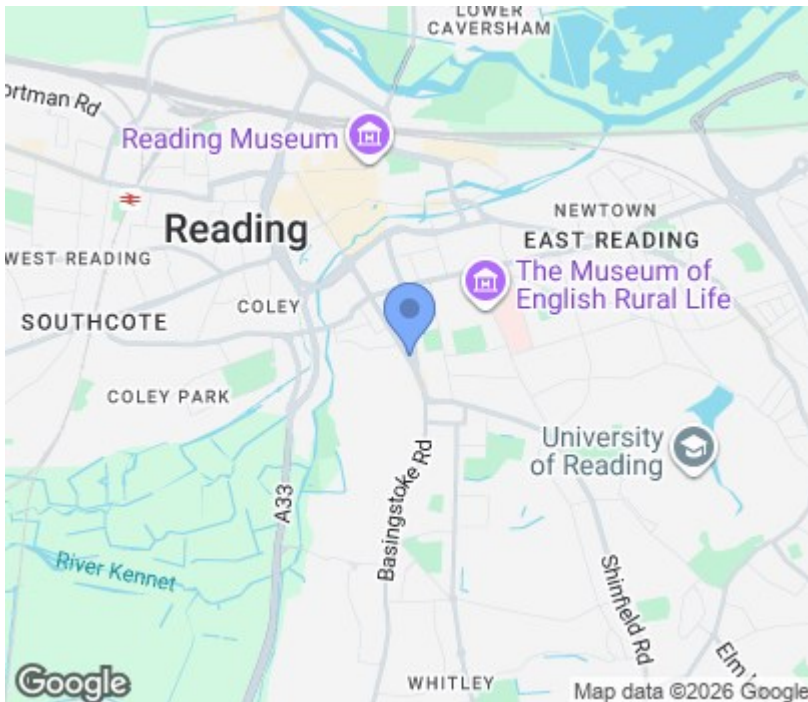 LOWER
CAVERSHAM
ortman Rd
Reading Museum
NEWTOWN
Reading
EAST READING
WEST READING
The Museum of
English Rural Life
COLEY
SOUTHCOTE
COLEY PARK
University
of Reading
Basingstoke Rd
A33
River Kennet
Shinfield Rd
Elm
WHITLEY
Google
Map data ©2026 Google